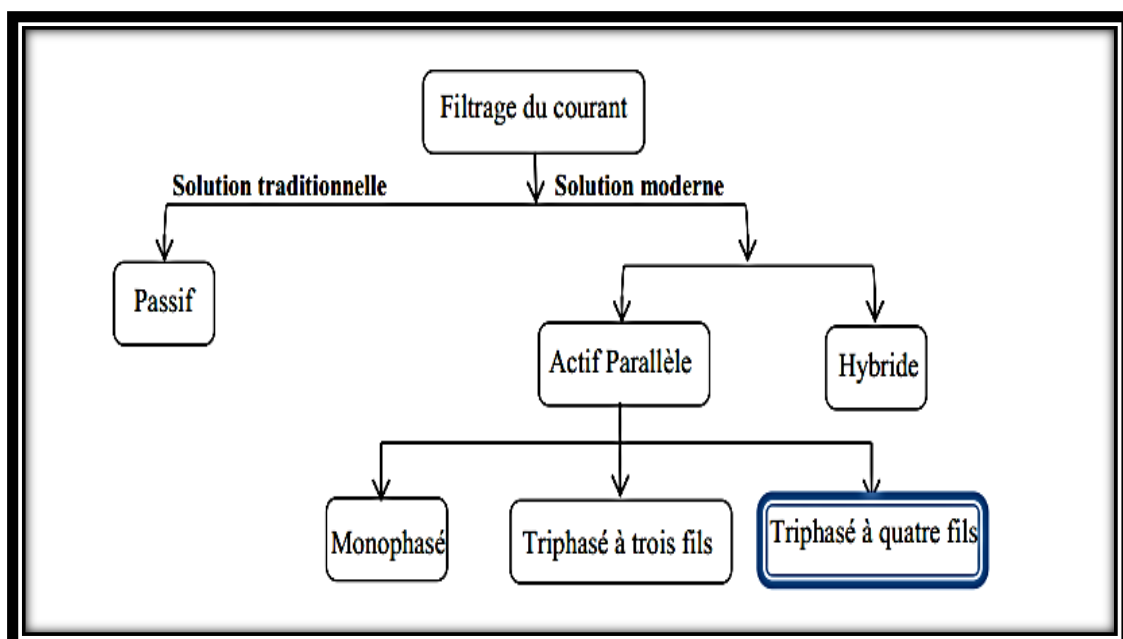 Filtrage du courant
Solution traditionnelle
Solution moderne
Passif
Actif Parallèle
Hybride
Monophasé
Triphasé à trois fils
Triphasé à quatre fils